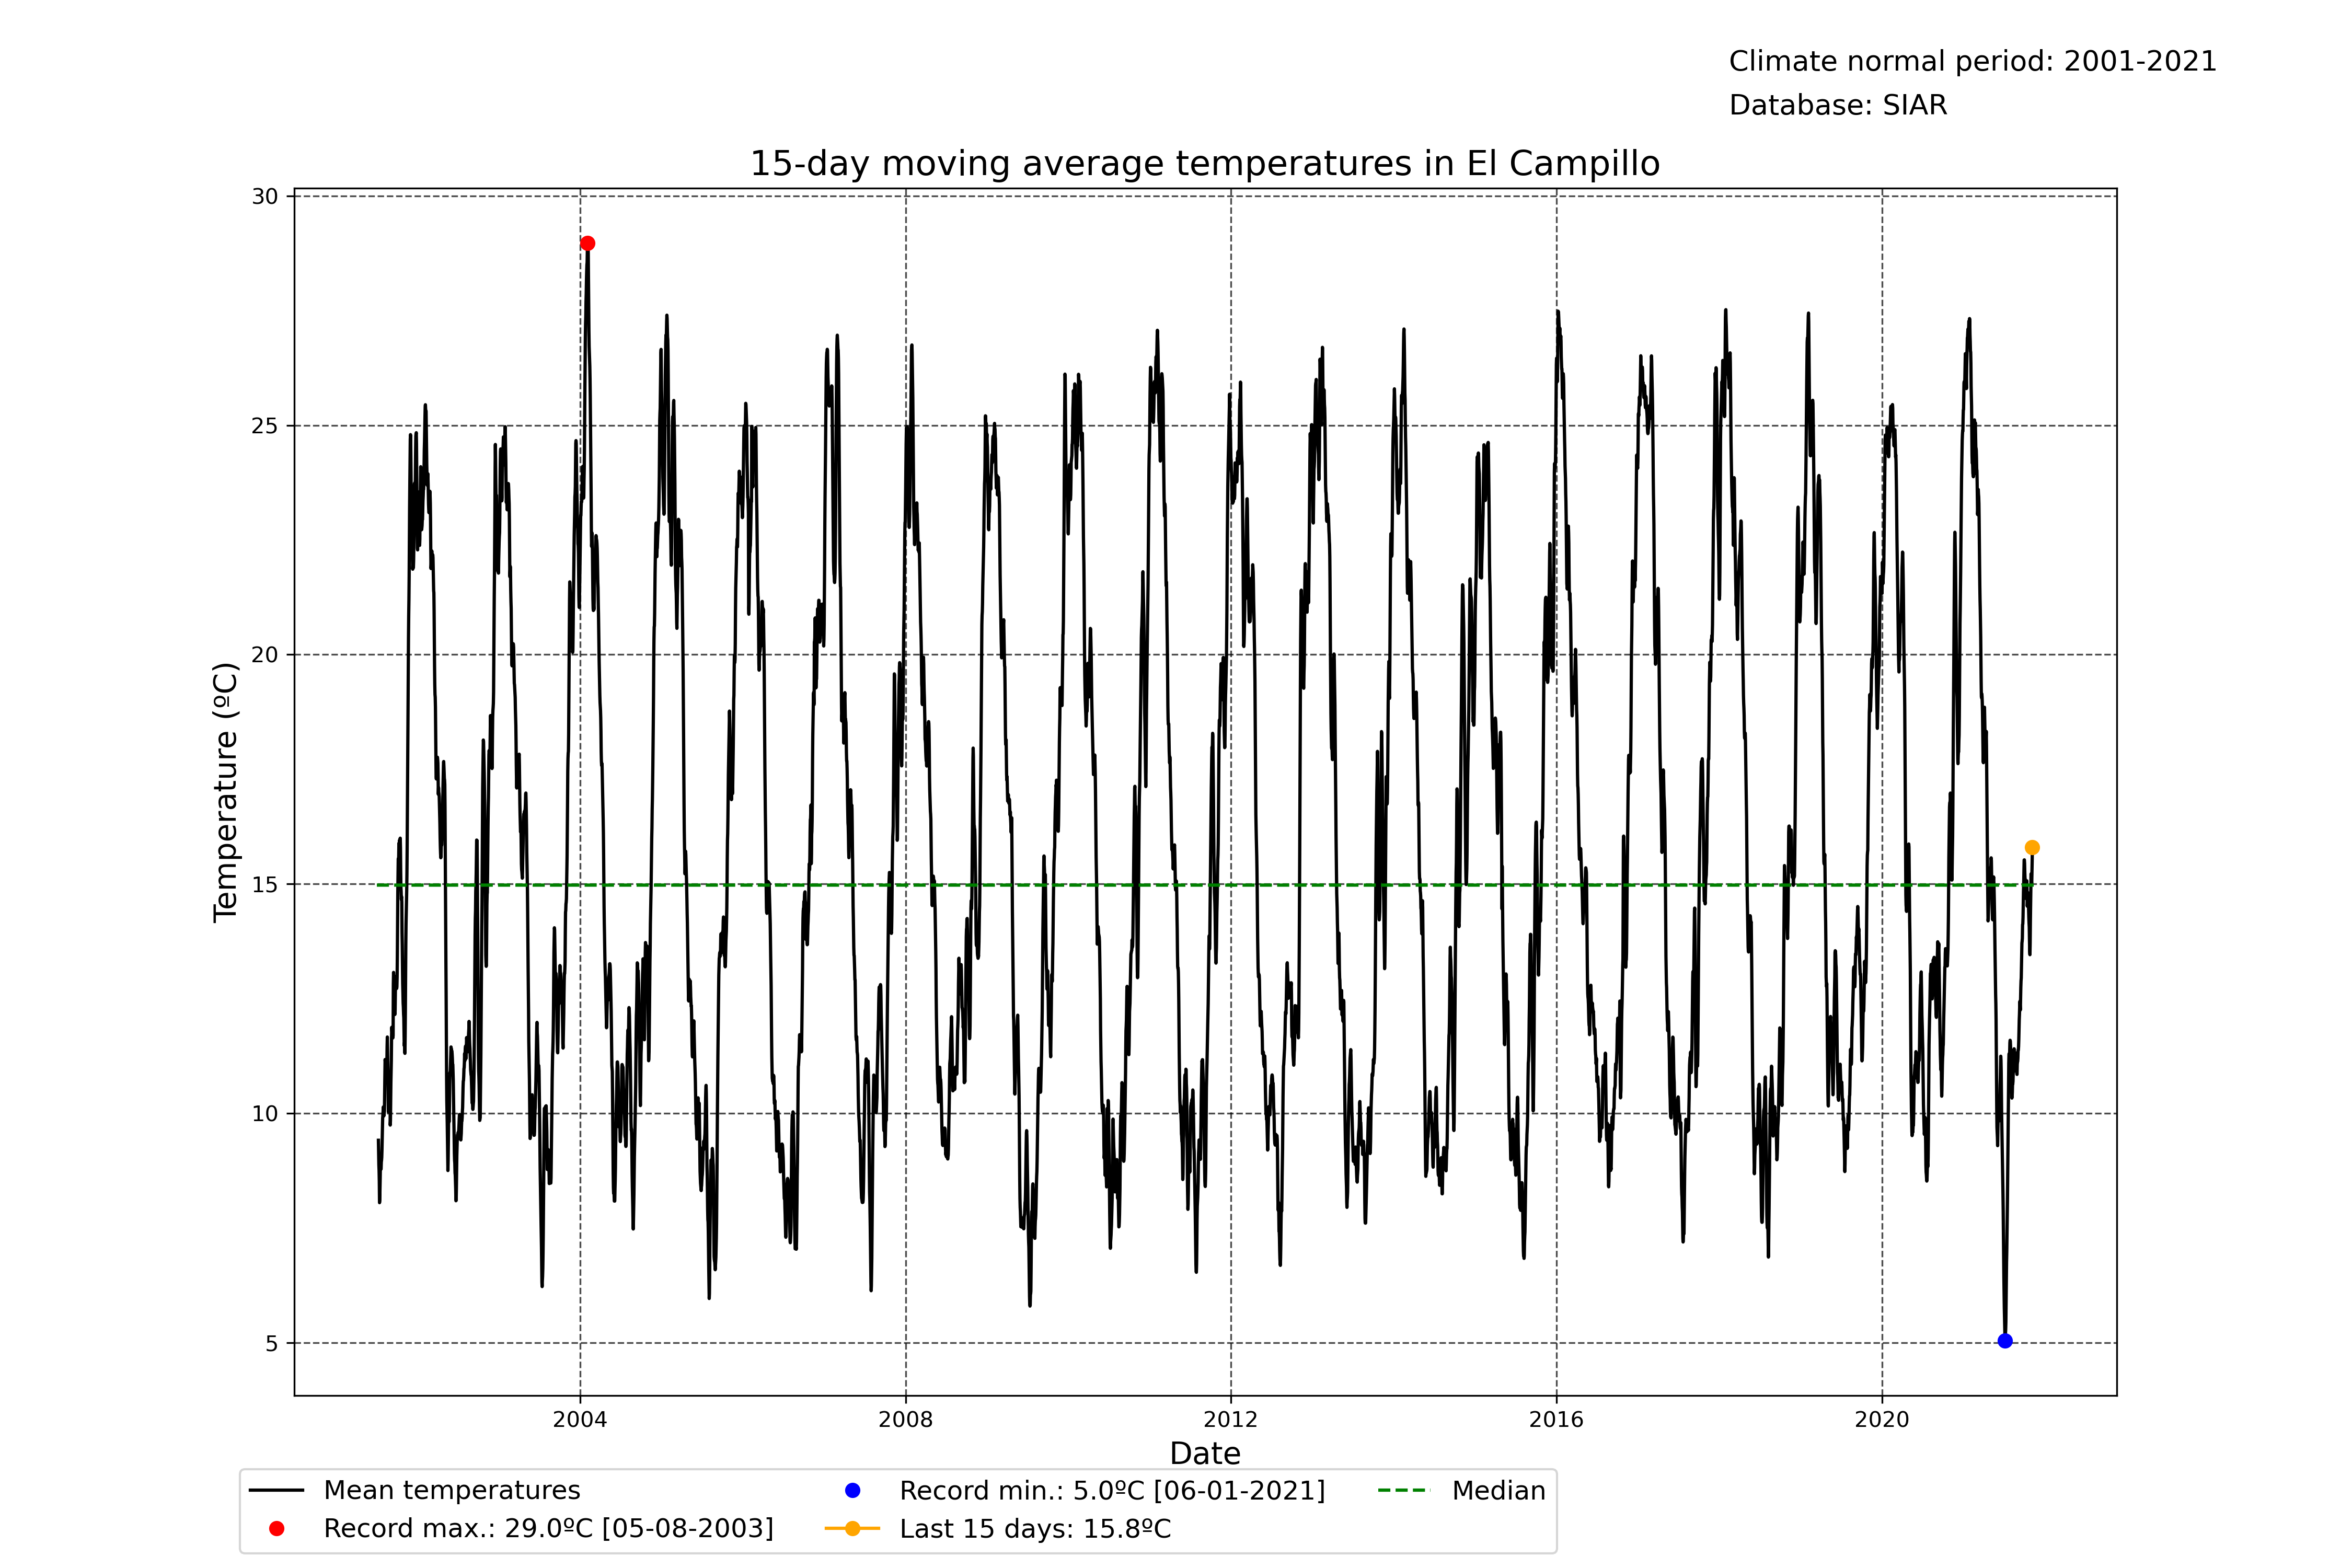 Climate normal period: 2001-2021
Database: SIAR
15-day moving average temperatures in El Campillo
30
25
20
15
10
5
Temperature (ºC)
2004 2008 2012 2016 2020
Date
Mean temperatures
Record max.: 29.0ºC [05-08-2003]
Record min.: 5.0ºC [06-01-2021]
Last 15 days: 15.8ºC
Median